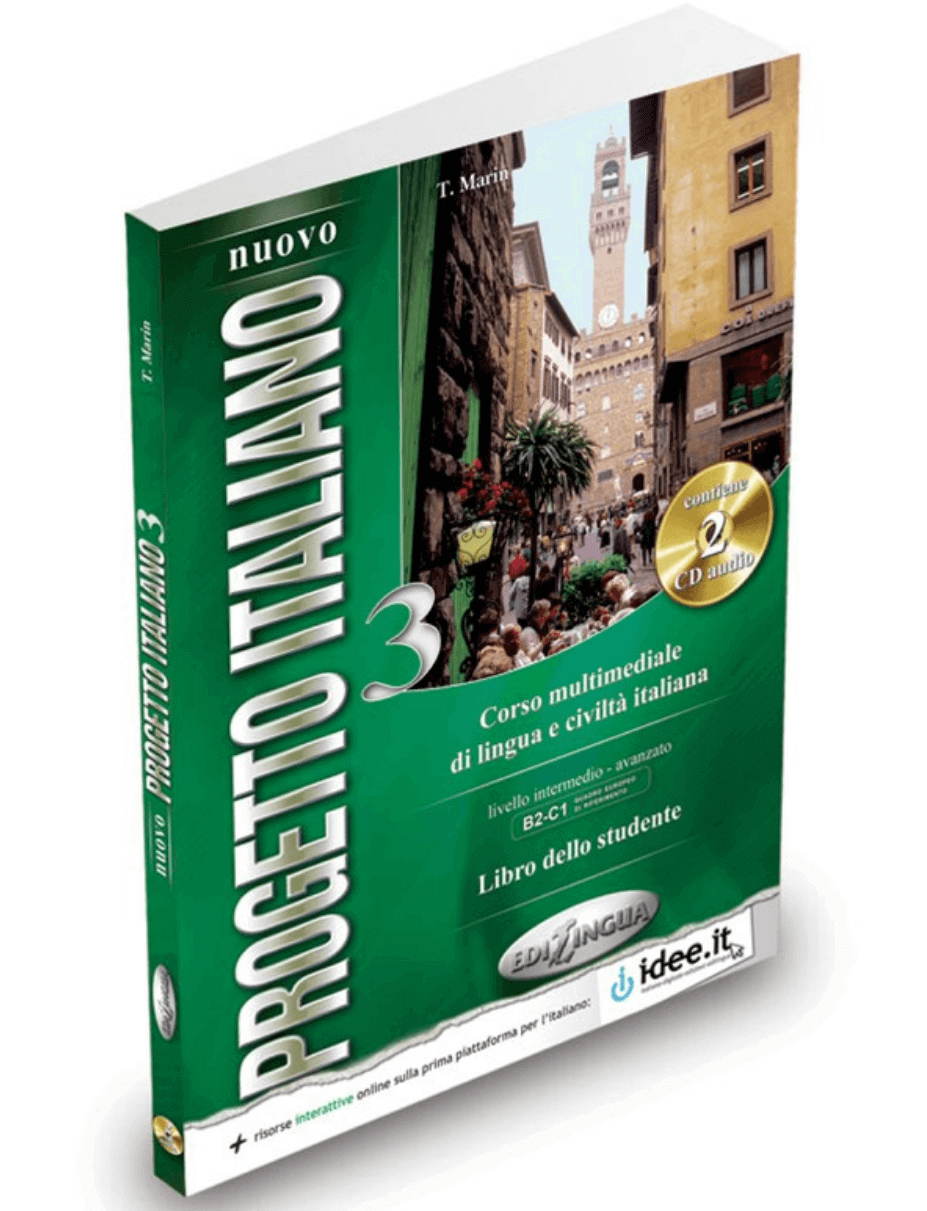 nuovo
PROGETTO ITALIANO
3
T. Marin
contiene
2
CD audio
Corso multimediale
di lingua e civiltà italiana
livello intermedio - avanzato
B2-C1 QUADRO EUROPEO
DI RIFERIMENTO
Libro dello studente
EDILINGUA
idee.it
+ risorse interattive online sulla prima piattaforma per l'italiano:
T. Marin
nuovo PROGETTO ITALIANO 3
EDILINGUA